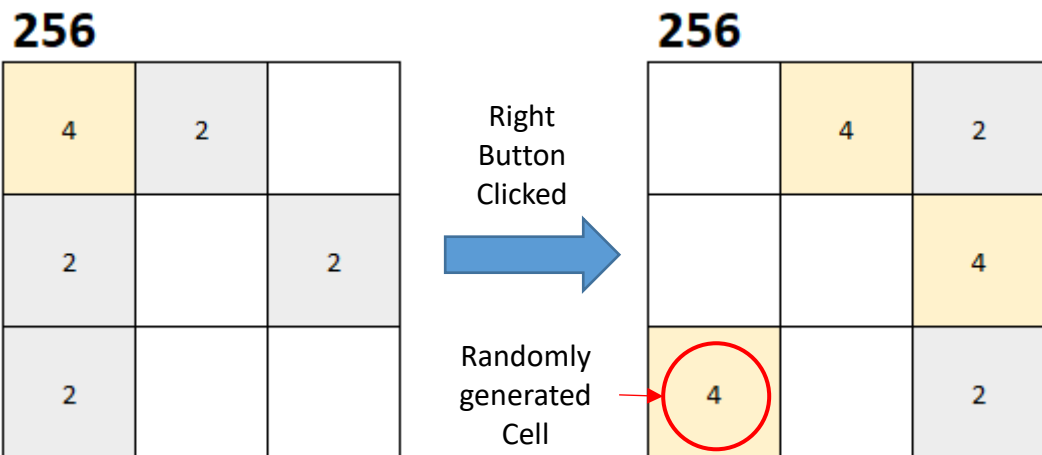 256
4 2
2 2
2
Right
Button
Clicked
Randomly
generated
Cell
256
4 2
4
4 2